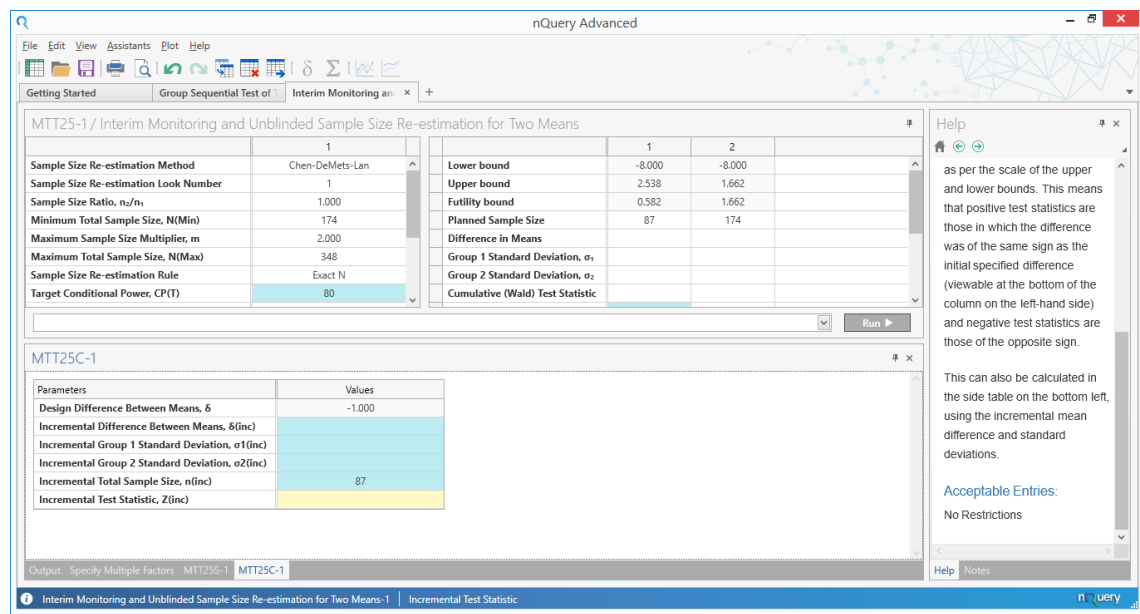 nQuery Advanced
File Edit View Assistants Plot Help
Getting Started Group Sequential Test of Interim Monitoring an × +
MTT25-1 / Interim Monitoring and Unblinded Sample Size Re-estimation for Two Means
1
Sample Size Re-estimation Method Chen-DeMets-Lan
Sample Size Re-estimation Look Number 1
Sample Size Ratio, n₂/n₁ 1.000
Minimum Total Sample Size, N(Min) 174
Maximum Sample Size Multiplier, m 2.000
Maximum Total Sample Size, N(Max) 348
Sample Size Re-estimation Rule Exact N
Target Conditional Power, CP(T) 80
1 2
Lower bound -8.000 -8.000
Upper bound 2.538 1.662
Futility bound 0.582 1.662
Planned Sample Size 87 174
Difference in Means
Group 1 Standard Deviation, σ₁
Group 2 Standard Deviation, σ₂
Cumulative (Wald) Test Statistic
Run
MTT25C-1
Parameters Values
Design Difference Between Means, δ -1.000
Incremental Difference Between Means, δ(inc)
Incremental Group 1 Standard Deviation, σ1(inc)
Incremental Group 2 Standard Deviation, σ2(inc)
Incremental Total Sample Size, n(inc) 87
Incremental Test Statistic, Z(inc)
Output Specify Multiple Factors MTT25S-1 MTT25C-1
Help
as per the scale of the upper
and lower bounds. This means
that positive test statistics are
those in which the difference
was of the same sign as the
initial specified difference
(viewable at the bottom of the
column on the left-hand side)
and negative test statistics are
those of the opposite sign.
This can also be calculated in
the side table on the bottom left,
using the incremental mean
difference and standard
deviations.
Acceptable Entries:
No Restrictions
Help Notes
Interim Monitoring and Unblinded Sample Size Re-estimation for Two Means-1 | Incremental Test Statistic
nQuery